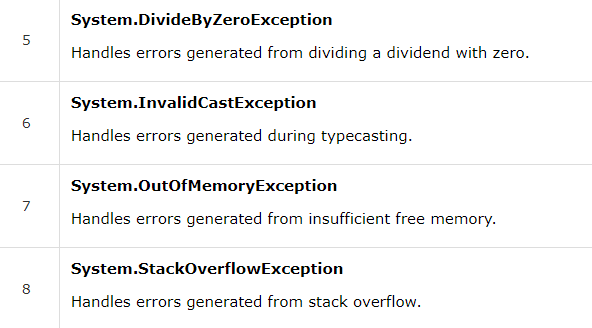 5
System.DivideByZeroException
Handles errors generated from dividing a dividend with zero.
6
System.InvalidCastException
Handles errors generated during typecasting.
7
System.OutOfMemoryException
Handles errors generated from insufficient free memory.
8
System.StackOverflowException
Handles errors generated from stack overflow.